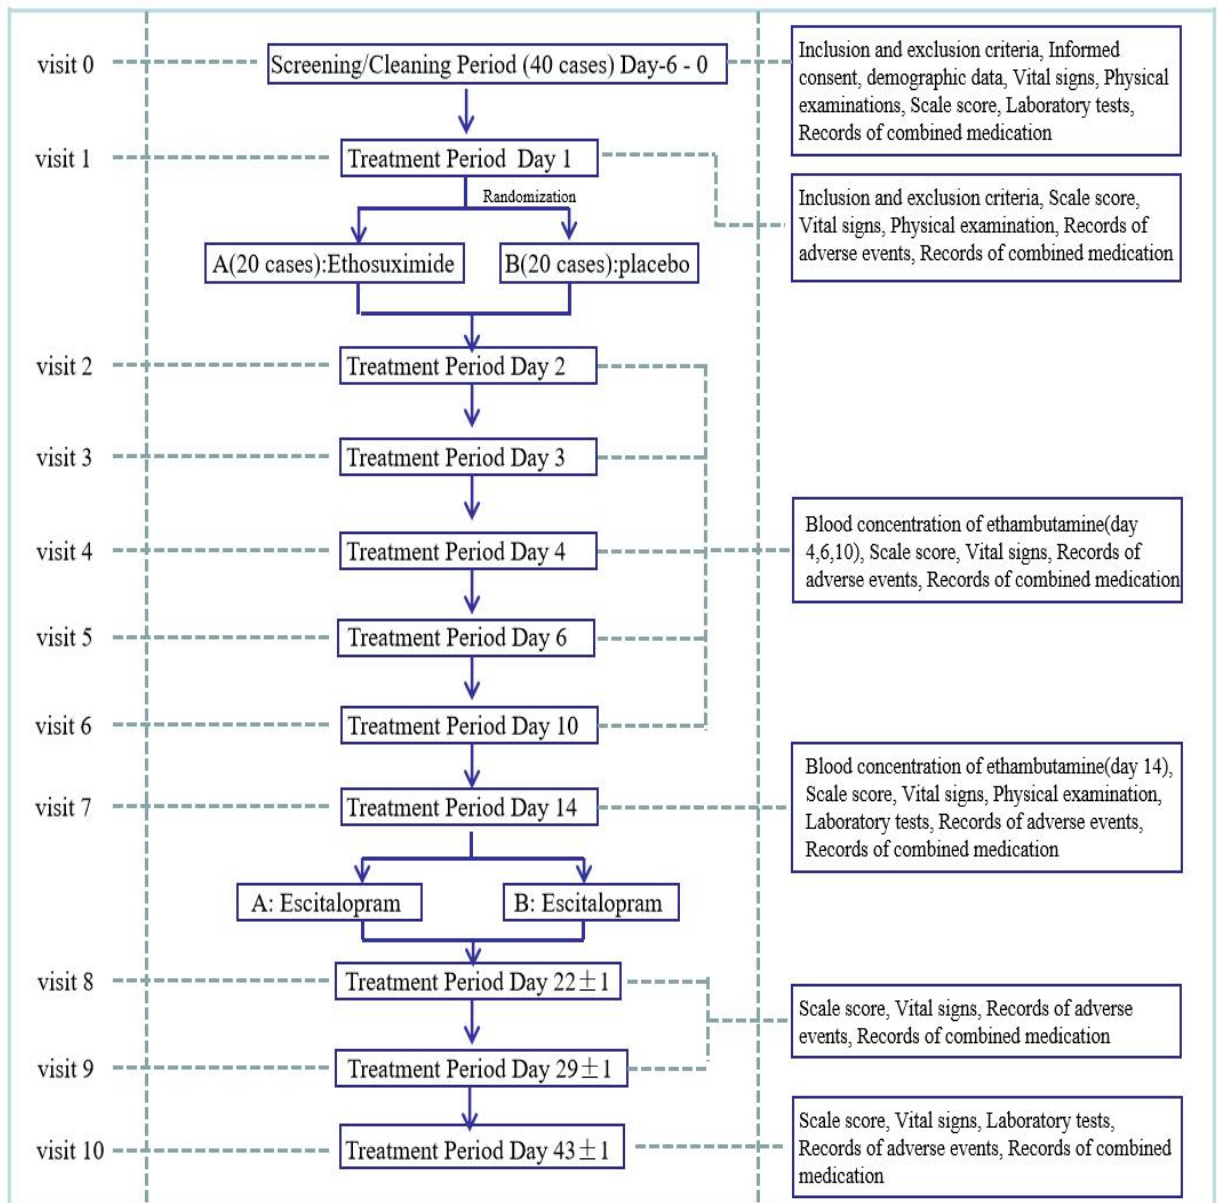 visit 0
Screening/Cleaning Period (40 cases) Day-6 - 0
Inclusion and exclusion criteria, Informed
consent, demographic data, Vital signs, Physical
examinations, Scale score, Laboratory tests,
Records of combined medication
visit 1
Treatment Period Day 1
Randomization
Inclusion and exclusion criteria, Scale score,
Vital signs, Physical examination, Records of
adverse events, Records of combined medication
A(20 cases):Ethosuximide
B(20 cases):placebo
visit 2
Treatment Period Day 2
visit 3
Treatment Period Day 3
visit 4
Treatment Period Day 4
Blood concentration of ethambutamine(day
4,6,10), Scale score, Vital signs, Records of
adverse events, Records of combined medication
visit 5
Treatment Period Day 6
visit 6
Treatment Period Day 10
visit 7
Treatment Period Day 14
Blood concentration of ethambutamine(day 14),
Scale score, Vital signs, Physical examination,
Laboratory tests, Records of adverse events,
Records of combined medication
A: Escitalopram
B: Escitalopram
visit 8
Treatment Period Day 22±1
Scale score, Vital signs, Records of adverse
events, Records of combined medication
visit 9
Treatment Period Day 29±1
visit 10
Treatment Period Day 43±1
Scale score, Vital signs, Laboratory tests,
Records of adverse events, Records of combined
medication